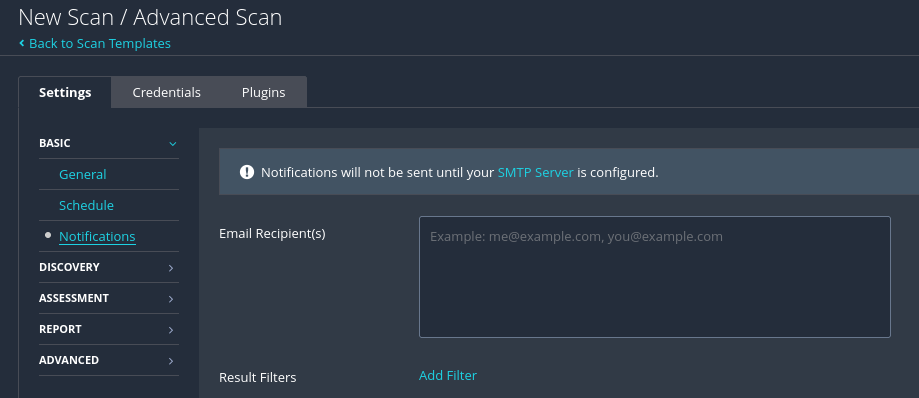 New Scan / Advanced Scan
Back to Scan Templates
Settings Credentials Plugins
BASIC
General
Schedule
Notifications
DISCOVERY
ASSESSMENT
REPORT
ADVANCED
Notifications will not be sent until your SMTP Server is configured.
Email Recipient(s)
Example: me@example.com, you@example.com
Result Filters Add Filter